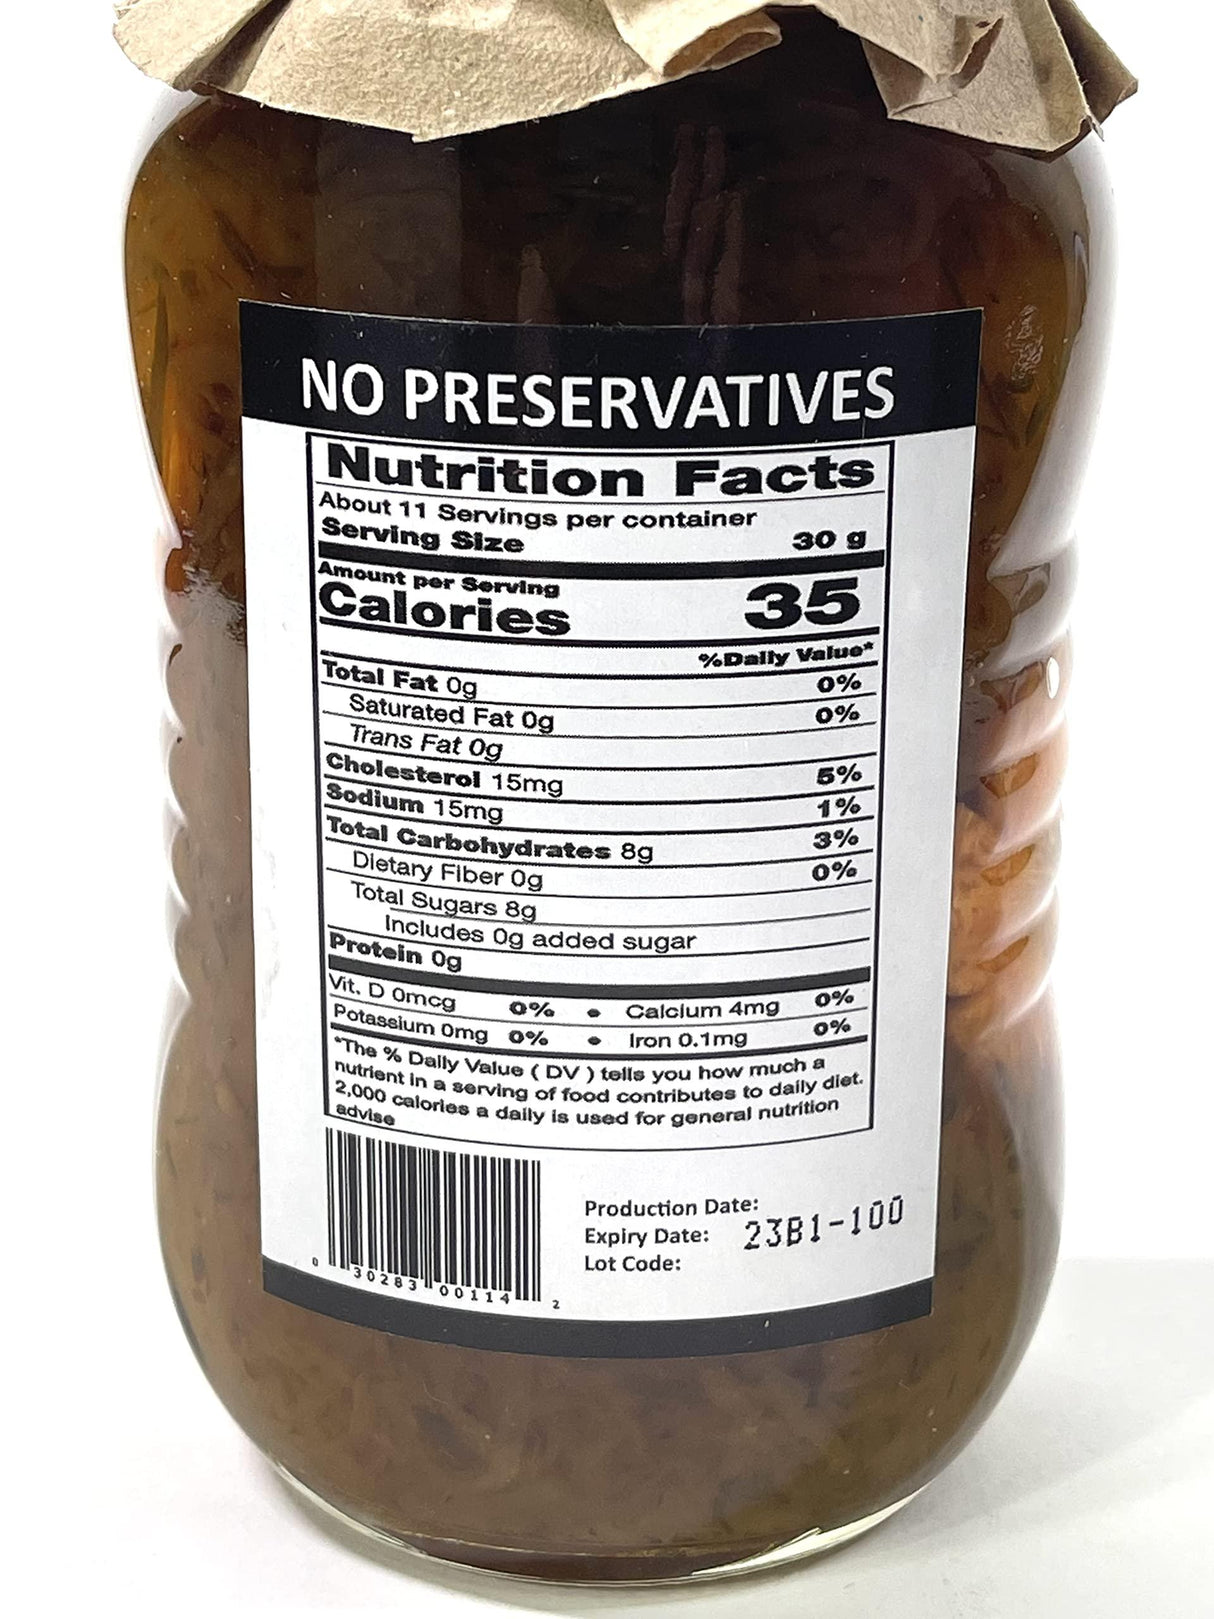 NO PRESERVATIVES
Nutrition Facts
About 11 Servings per container
Serving Size 30 g
Amount per Serving
Calories 35
%Daily Value*
Total Fat 0g 0%
Saturated Fat 0g 0%
Trans Fat 0g
Cholesterol 15mg 5%
Sodium 15mg 1%
Total Carbohydrates 8g 3%
Dietary Fiber 0g 0%
Total Sugars 8g
Includes 0g added sugar
Protein 0g
Vit. D 0mcg 0% • Calcium 4mg 0%
Potassium 0mg 0% • Iron 0.1mg 0%
*The % Daily Value ( DV ) tells you how much a
nutrient in a serving of food contributes to daily diet.
2,000 calories a daily is used for general nutrition
advise
0 30283 00114 2
Production Date:
Expiry Date: 23B1-100
Lot Code: